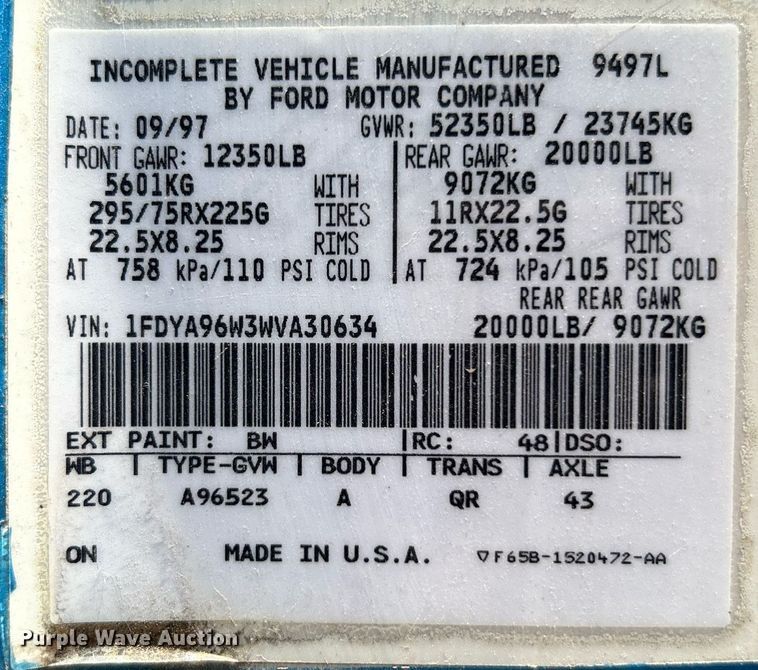 INCOMPLETE VEHICLE MANUFACTURED 9497L
BY FORD MOTOR COMPANY
DATE: 09/97 GVWR: 52350LB / 23745KG
FRONT GAWR: 12350LB REAR GAWR: 20000LB
5601KG WITH 9072KG WITH
295/75RX225G TIRES 11RX22.5G TIRES
22.5X8.25 RIMS 22.5X8.25 RIMS
AT 758 kPa/110 PSI COLD AT 724 kPa/105 PSI COLD
REAR REAR GAWR
VIN: 1FDYA96W3WVA30634 20000LB/ 9072KG
EXT PAINT: BW RC: 48 DSO:
WB TYPE-GVW BODY TRANS AXLE
220 A96523 A QR 43
ON MADE IN U.S.A. ▽F65B-1520472-AA
Purple Wave Auction